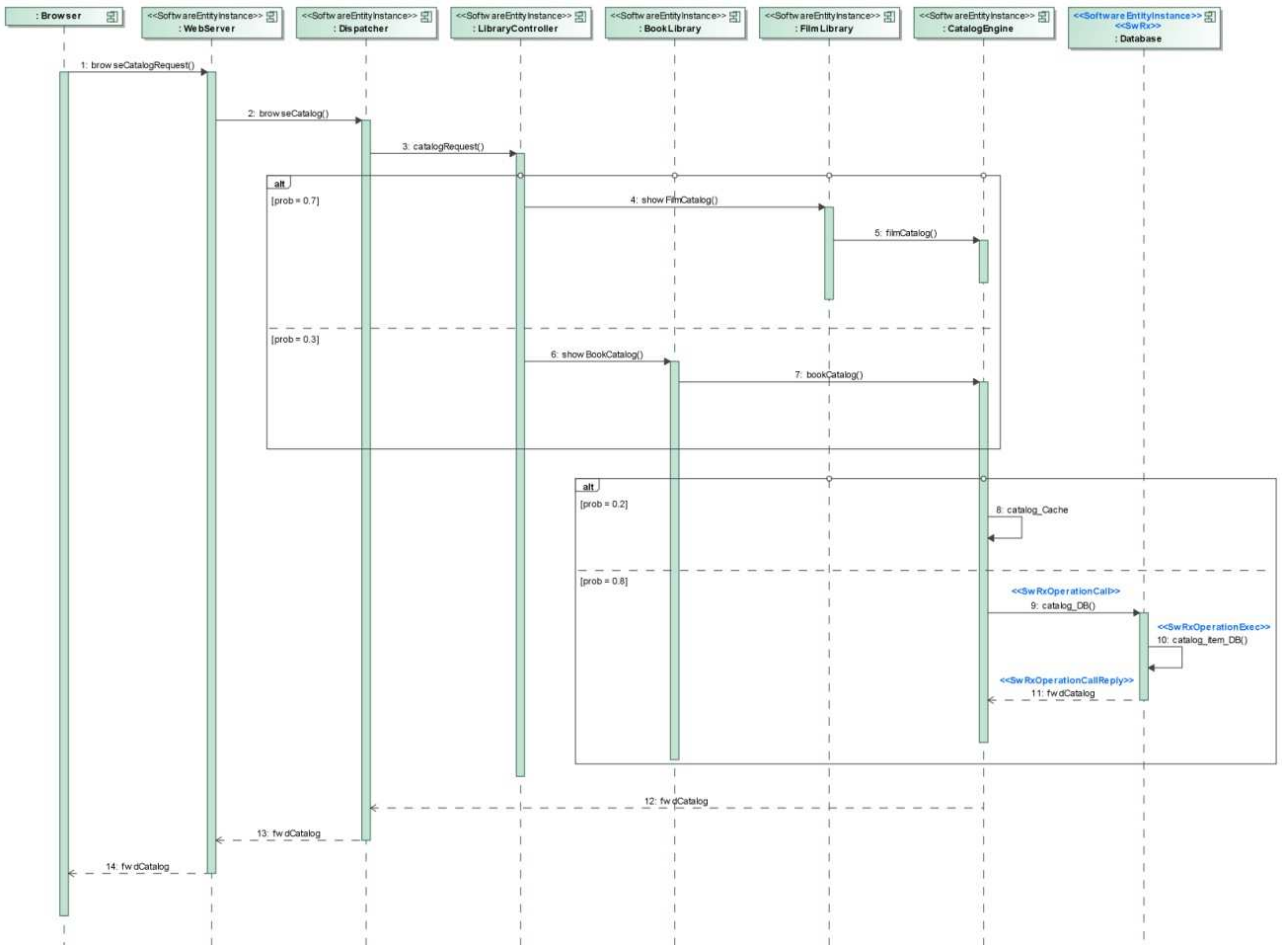 : Browser
<<SoftwareEntityInstance>>
: WebServer
<<SoftwareEntityInstance>>
: Dispatcher
<<SoftwareEntityInstance>>
: LibraryController
<<SoftwareEntityInstance>>
: BookLibrary
<<SoftwareEntityInstance>>
: FilmLibrary
<<SoftwareEntityInstance>>
: CatalogEngine
<<SoftwareEntityInstance>>
<<SwRx>>
: Database
1: browseCatalogRequest()
2: browseCatalog()
3: catalogRequest()
alt
[prob = 0.7]
4: showFilmCatalog()
5: filmCatalog()
[prob = 0.3]
6: showBookCatalog()
7: bookCatalog()
alt
[prob = 0.2]
8: catalog_Cache
[prob = 0.8]
<<SwRxOperationCall>>
9: catalog_DB()
<<SwRxOperationExec>>
10: catalog_item_DB()
<<SwRxOperationCallReply>>
11: fwdCatalog
12: fwdCatalog
13: fwdCatalog
14: fwdCatalog